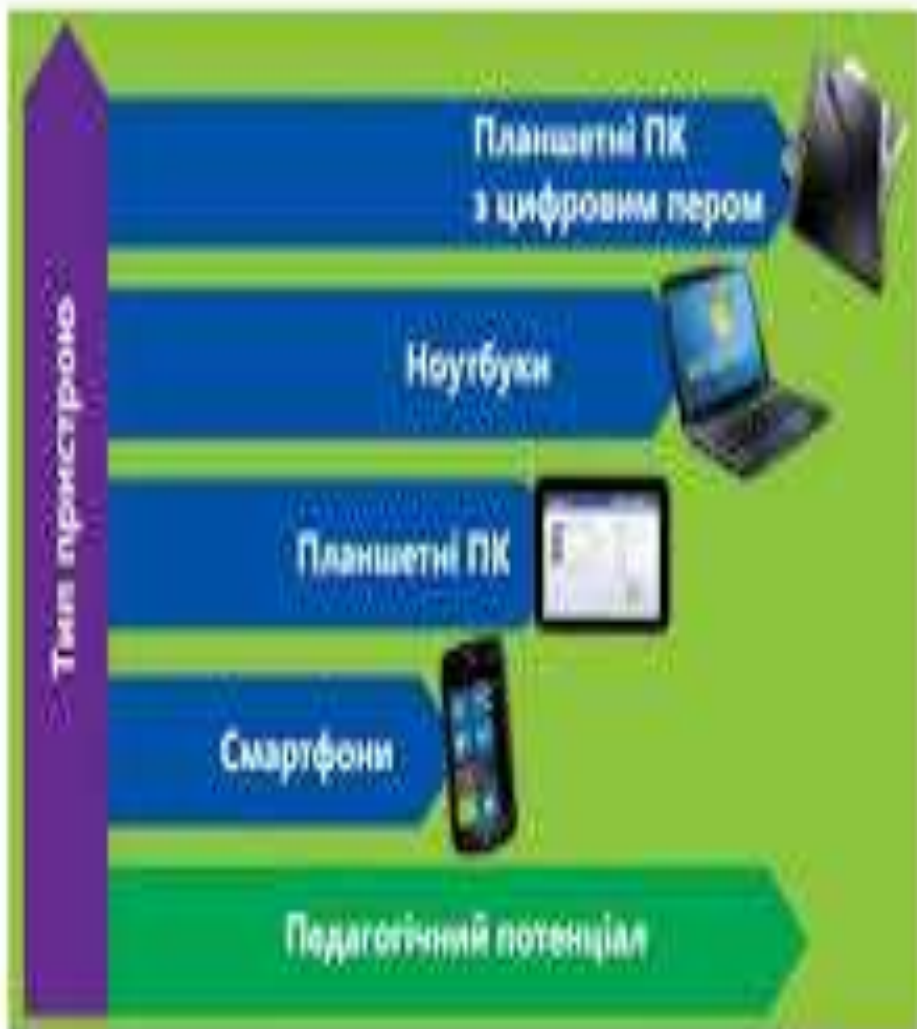 Тип пристрою
Планшетні ПК
з цифровим пером
Ноутбуки
Планшетні ПК
Смартфони
Педагогічний потенціал